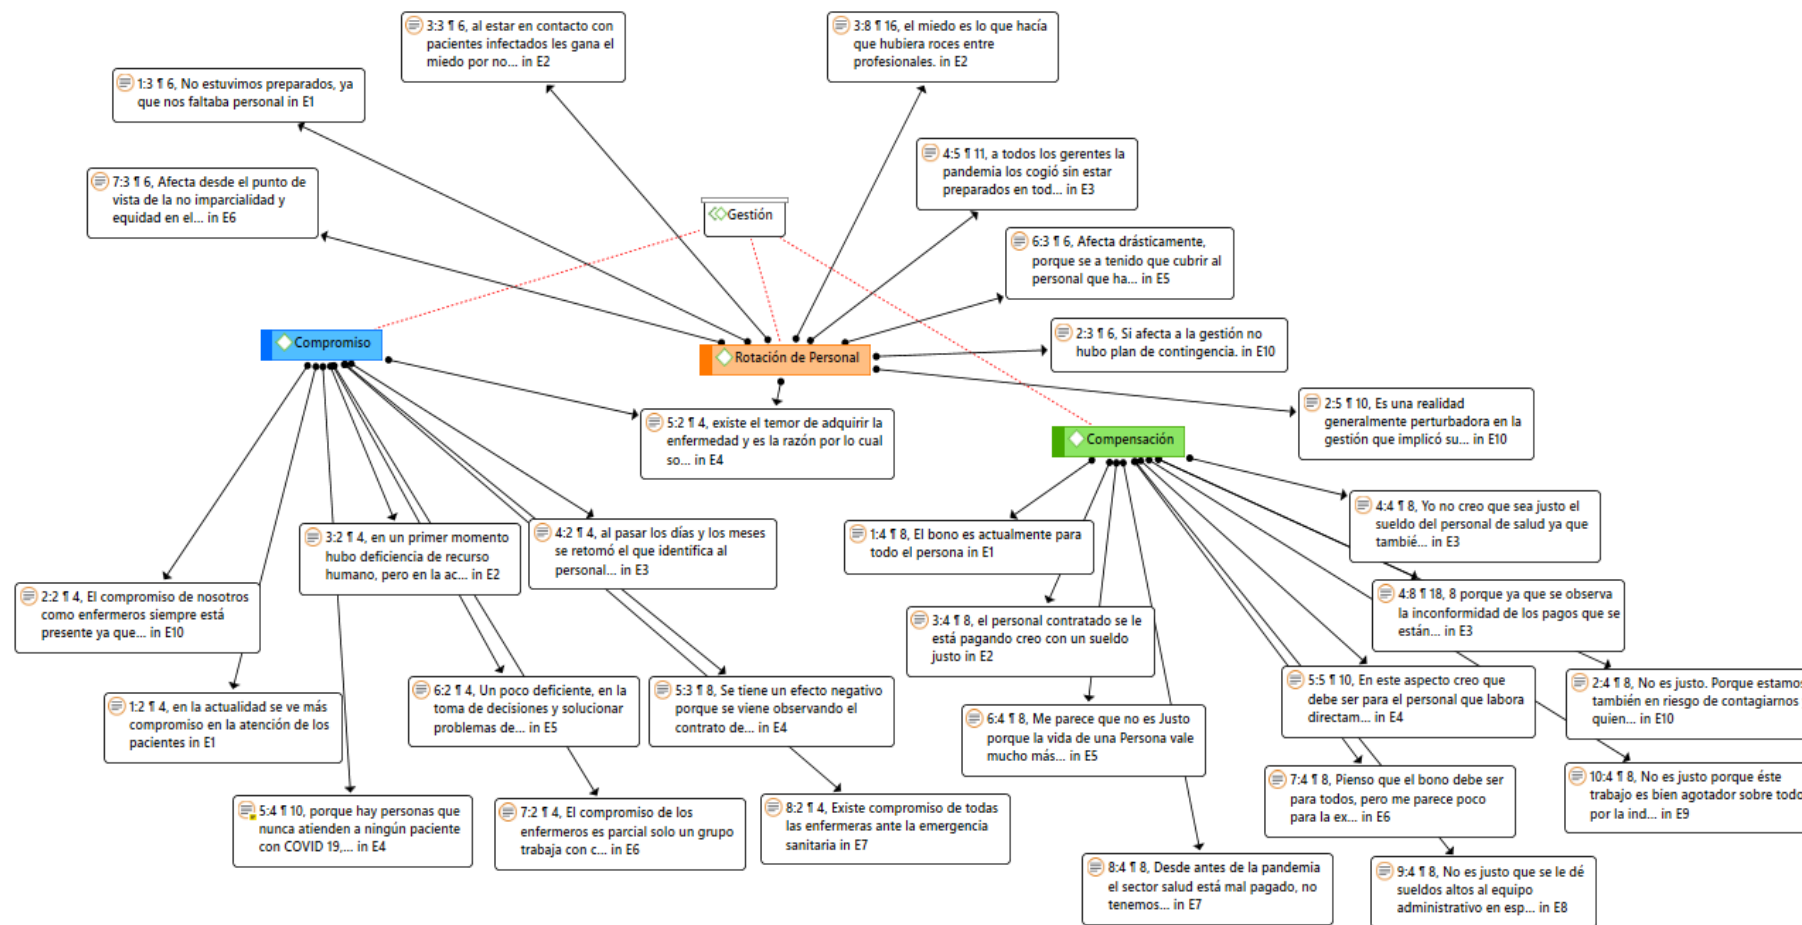 3:3 ¶ 6, al estar en contacto con
pacientes infectados les gana el
miedo por no... in E2
3:8 ¶ 16, el miedo es lo que hacía
que hubiera roces entre
profesionales. in E2
1:3 ¶ 6, No estuvimos preparados, ya
que nos faltaba personal in E1
4:5 ¶ 11, a todos los gerentes la
pandemia los cogió sin estar
preparados en tod... in E3
7:3 ¶ 6, Afecta desde el punto de
vista de la no imparcialidad y
equidad en el... in E6
Gestión
6:3 ¶ 6, Afecta drásticamente,
porque se a tenido que cubrir al
personal que ha... in E5
2:3 ¶ 6, Si afecta a la gestión no
hubo plan de contingencia. in E10
Compromiso
Rotación de Personal
2:5 ¶ 10, Es una realidad
generalmente perturbadora en la
gestión que implicó su... in E10
5:2 ¶ 4, existe el temor de adquirir la
enfermedad y es la razón por lo cual
so... in E4
Compensación
4:4 ¶ 8, Yo no creo que sea justo el
sueldo del personal de salud ya que
tambié... in E3
3:2 ¶ 4, en un primer momento
hubo deficiencia de recurso
humano, pero en la ac... in E2
4:2 ¶ 4, al pasar los días y los meses
se retomó el que identifica al
personal... in E3
1:4 ¶ 8, El bono es actualmente para
todo el persona in E1
2:2 ¶ 4, El compromiso de nosotros
como enfermeros siempre está
presente ya que... in E10
3:4 ¶ 8, el personal contratado se le
está pagando creo con un sueldo
justo in E2
4:8 ¶ 18, 8 porque ya que se observa
la inconformidad de los pagos que se
están... in E3
1:2 ¶ 4, en la actualidad se ve más
compromiso en la atención de los
pacientes in E1
6:2 ¶ 4, Un poco deficiente, en la
toma de decisiones y solucionar
problemas de... in E5
5:3 ¶ 8, Se tiene un efecto negativo
porque se viene observando el
contrato de... in E4
6:4 ¶ 8, Me parece que no es Justo
porque la vida de una Persona vale
mucho más... in E5
5:5 ¶ 10, En este aspecto creo que
debe ser para el personal que labora
directam... in E4
2:4 ¶ 8, No es justo. Porque estamos
también en riesgo de contagiarnos
quien... in E10
5:4 ¶ 10, porque hay personas que
nunca atienden a ningún paciente
con COVID 19,... in E4
7:2 ¶ 4, El compromiso de los
enfermeros es parcial solo un grupo
trabaja con c... in E6
8:2 ¶ 4, Existe compromiso de todas
las enfermeras ante la emergencia
sanitaria in E7
7:4 ¶ 8, Pienso que el bono debe ser
para todos, pero me parece poco
para la ex... in E6
10:4 ¶ 8, No es justo porque éste
trabajo es bien agotador sobre todo
por la ind... in E9
8:4 ¶ 8, Desde antes de la pandemia
el sector salud está mal pagado, no
tenemos... in E7
9:4 ¶ 8, No es justo que se le dé
sueldos altos al equipo
administrativo en esp... in E8